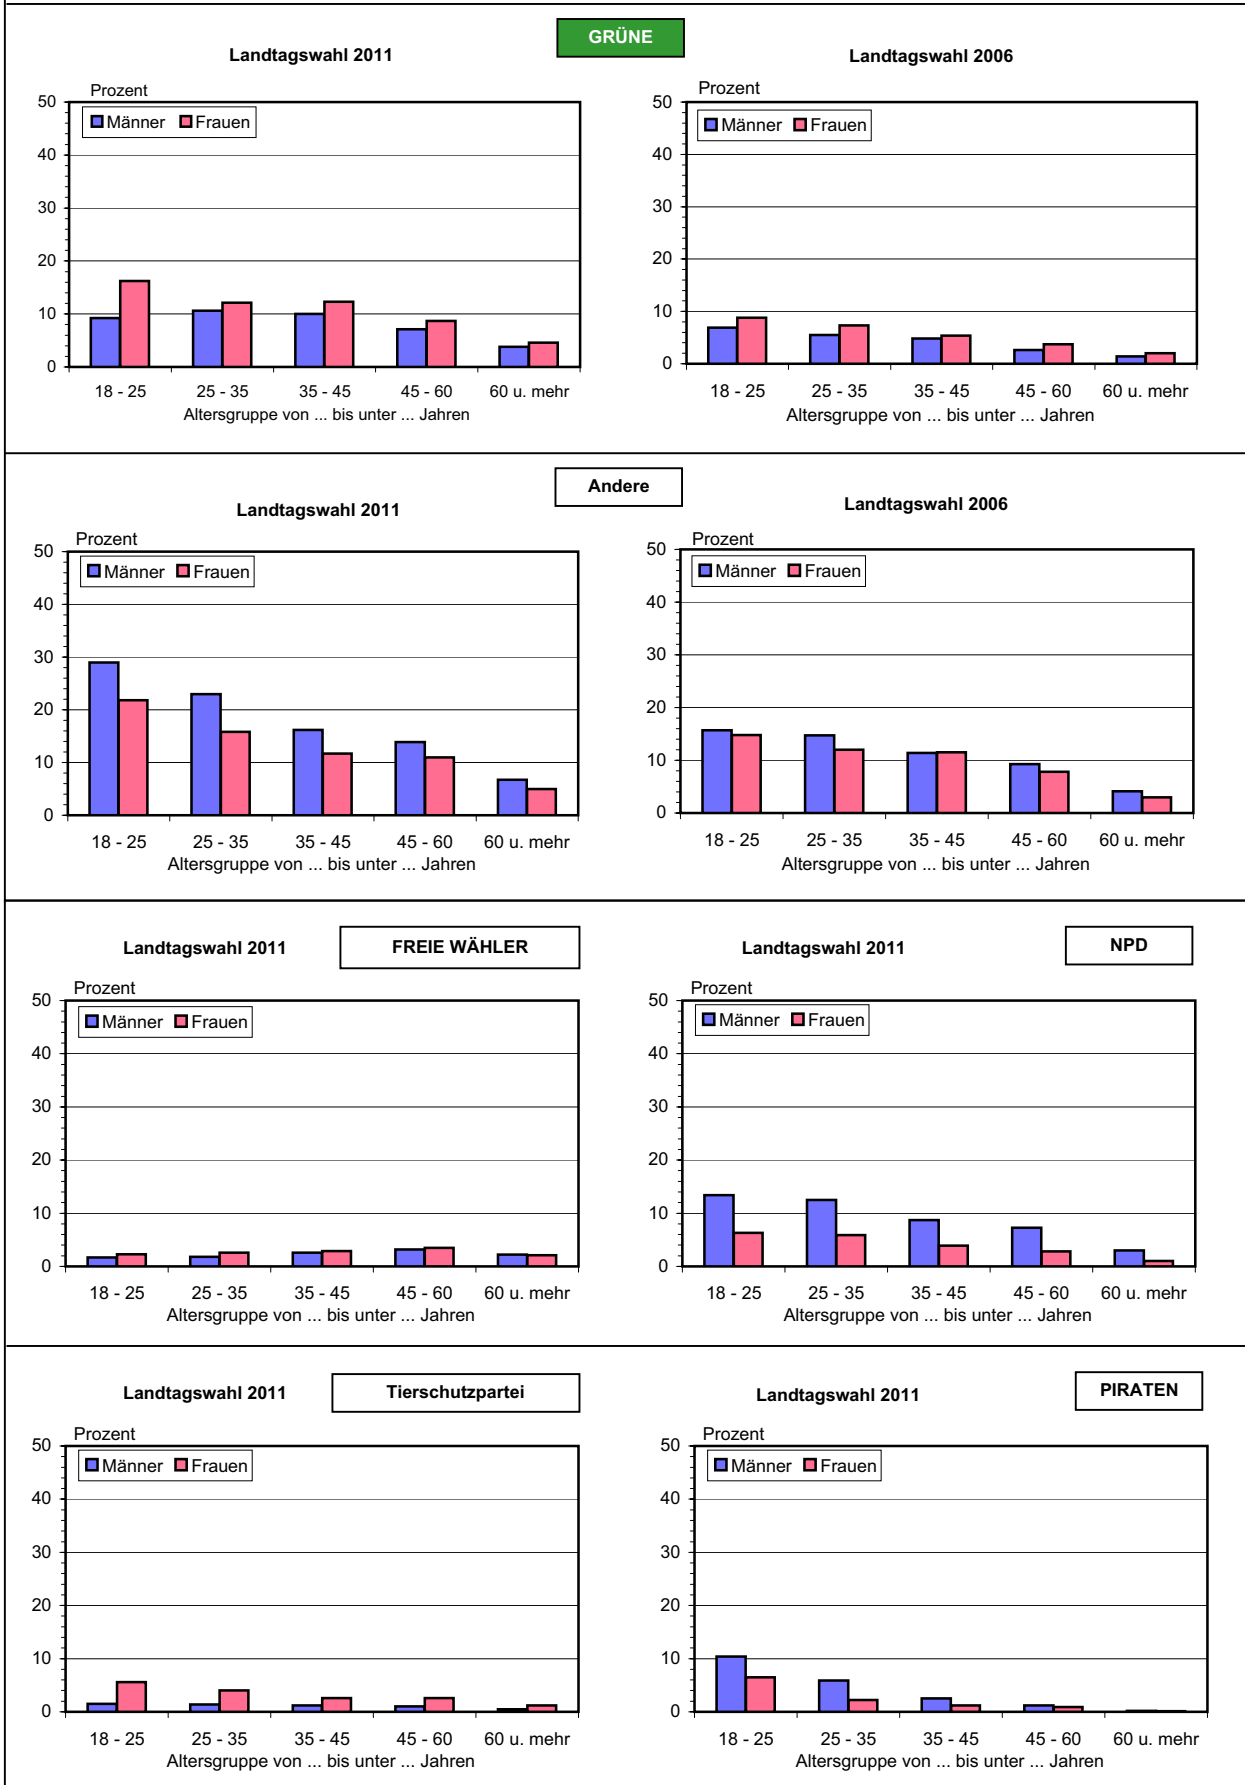 GRÜNE
Landtagswahl 2011
Landtagswahl 2006
Prozent
50
40
30
20
10
0
Männer Frauen
18 - 25 25 - 35 35 - 45 45 - 60 60 u. mehr
Altersgruppe von ... bis unter ... Jahren
Prozent
50
40
30
20
10
0
Männer Frauen
18 - 25 25 - 35 35 - 45 45 - 60 60 u. mehr
Altersgruppe von ... bis unter ... Jahren
Andere
Landtagswahl 2011
Landtagswahl 2006
Prozent
50
40
30
20
10
0
Männer Frauen
18 - 25 25 - 35 35 - 45 45 - 60 60 u. mehr
Altersgruppe von ... bis unter ... Jahren
Prozent
50
40
30
20
10
0
Männer Frauen
18 - 25 25 - 35 35 - 45 45 - 60 60 u. mehr
Altersgruppe von ... bis unter ... Jahren
Landtagswahl 2011
FREIE WÄHLER
Prozent
50
40
30
20
10
0
Männer Frauen
18 - 25 25 - 35 35 - 45 45 - 60 60 u. mehr
Altersgruppe von ... bis unter ... Jahren
Landtagswahl 2011
NPD
Prozent
50
40
30
20
10
0
Männer Frauen
18 - 25 25 - 35 35 - 45 45 - 60 60 u. mehr
Altersgruppe von ... bis unter ... Jahren
Landtagswahl 2011
Tierschutzpartei
Prozent
50
40
30
20
10
0
Männer Frauen
18 - 25 25 - 35 35 - 45 45 - 60 60 u. mehr
Altersgruppe von ... bis unter ... Jahren
Landtagswahl 2011
PIRATEN
Prozent
50
40
30
20
10
0
Männer Frauen
18 - 25 25 - 35 35 - 45 45 - 60 60 u. mehr
Altersgruppe von ... bis unter ... Jahren